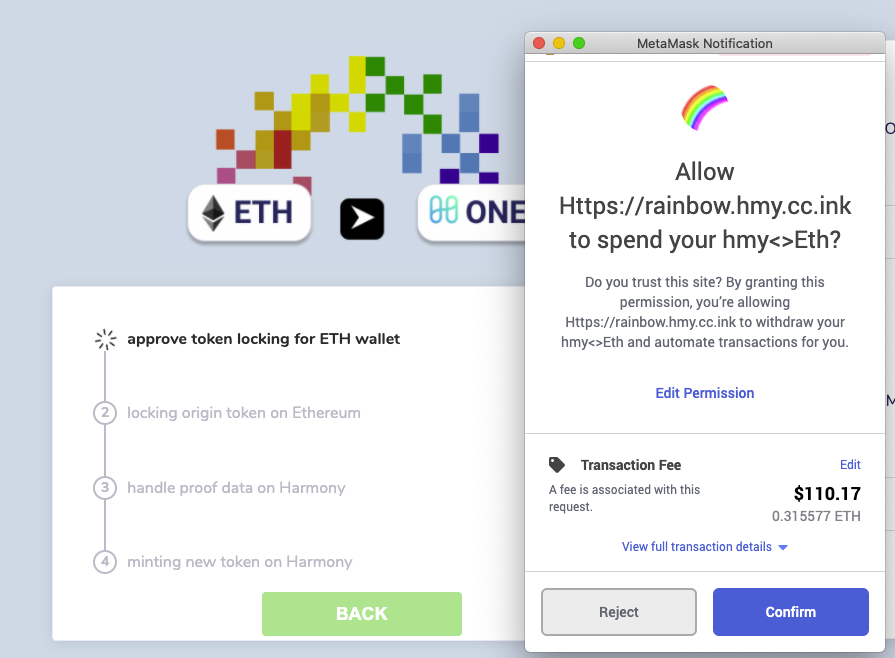 ETH
ONE
approve token locking for ETH wallet
2
locking origin token on Ethereum
3
handle proof data on Harmony
4
minting new token on Harmony
BACK
MetaMask Notification
Allow
Https://rainbow.hmy.cc.ink
to spend your hmy<>Eth?
Do you trust this site? By granting this
permission, you're allowing
Https://rainbow.hmy.cc.ink to withdraw your
hmy<>Eth and automate transactions for you.
Edit Permission
Transaction Fee
Edit
A fee is associated with this
request.
$110.17
0.315577 ETH
View full transaction details
Reject
Confirm